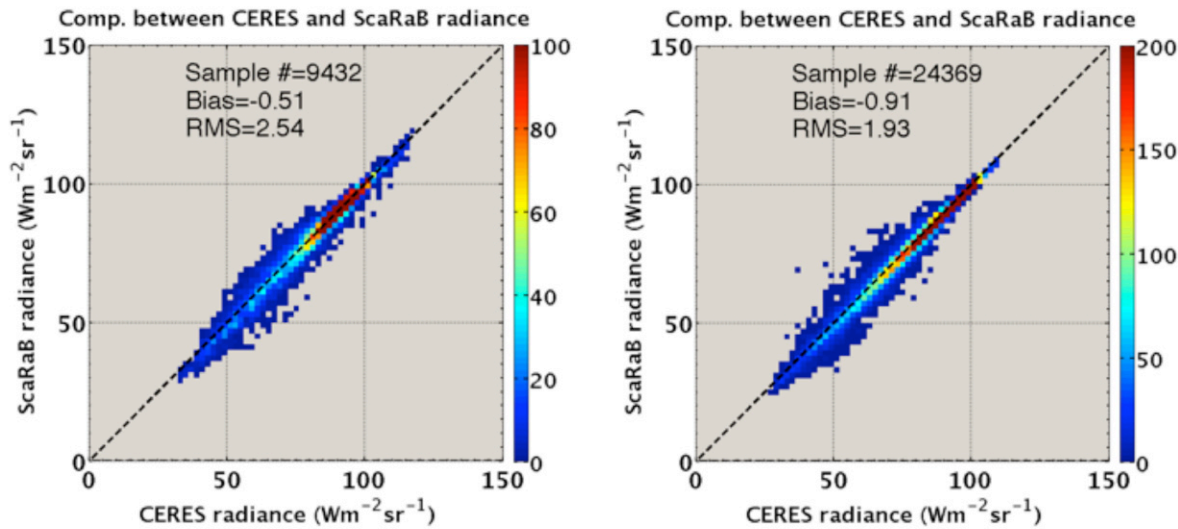 Comp. between CERES and ScaRaB radiance
150
100
50
0
ScaRaB radiance (Wm⁻²sr⁻¹)
Sample #=9432
Bias=-0.51
RMS=2.54
0 50 100 150
CERES radiance (Wm⁻²sr⁻¹)
100
80
60
40
20
0
Comp. between CERES and ScaRaB radiance
150
100
50
0
ScaRaB radiance (Wm⁻²sr⁻¹)
Sample #=24369
Bias=-0.91
RMS=1.93
0 50 100 150
CERES radiance (Wm⁻²sr⁻¹)
200
150
100
50
0